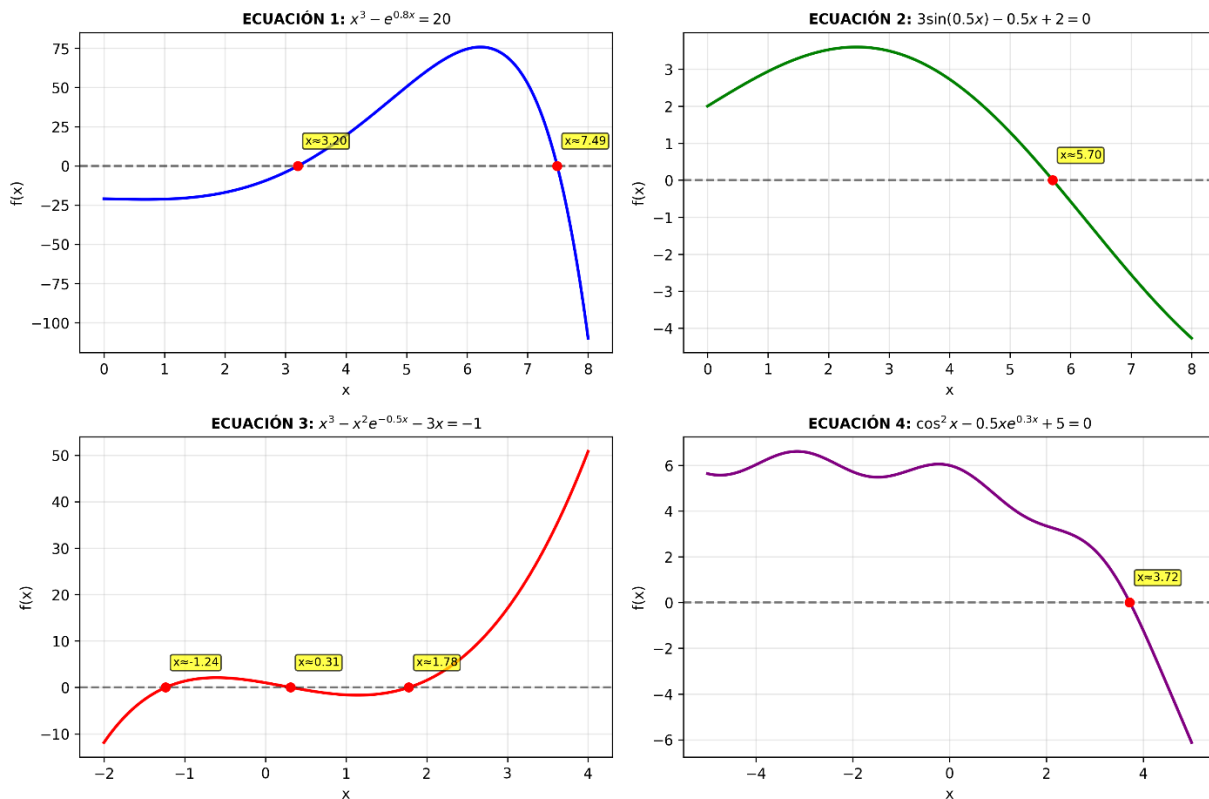 ECUACIÓN 1: x³ − e^{0.8x} = 20
75
50
25
0
−25
−50
−75
−100
f(x)
x≈3.20
x≈7.49
0 1 2 3 4 5 6 7 8
x
ECUACIÓN 2: 3sin(0.5x) − 0.5x + 2 = 0
3
2
1
0
−1
−2
−3
−4
f(x)
x≈5.70
0 1 2 3 4 5 6 7 8
x
ECUACIÓN 3: x³ − x²e^{−0.5x} − 3x = −1
50
40
30
20
10
0
−10
f(x)
x≈-1.24
x≈0.31
x≈1.78
−2 −1 0 1 2 3 4
x
ECUACIÓN 4: cos² x − 0.5xe^{0.3x} + 5 = 0
6
4
2
0
−2
−4
−6
f(x)
x≈3.72
−4 −2 0 2 4
x